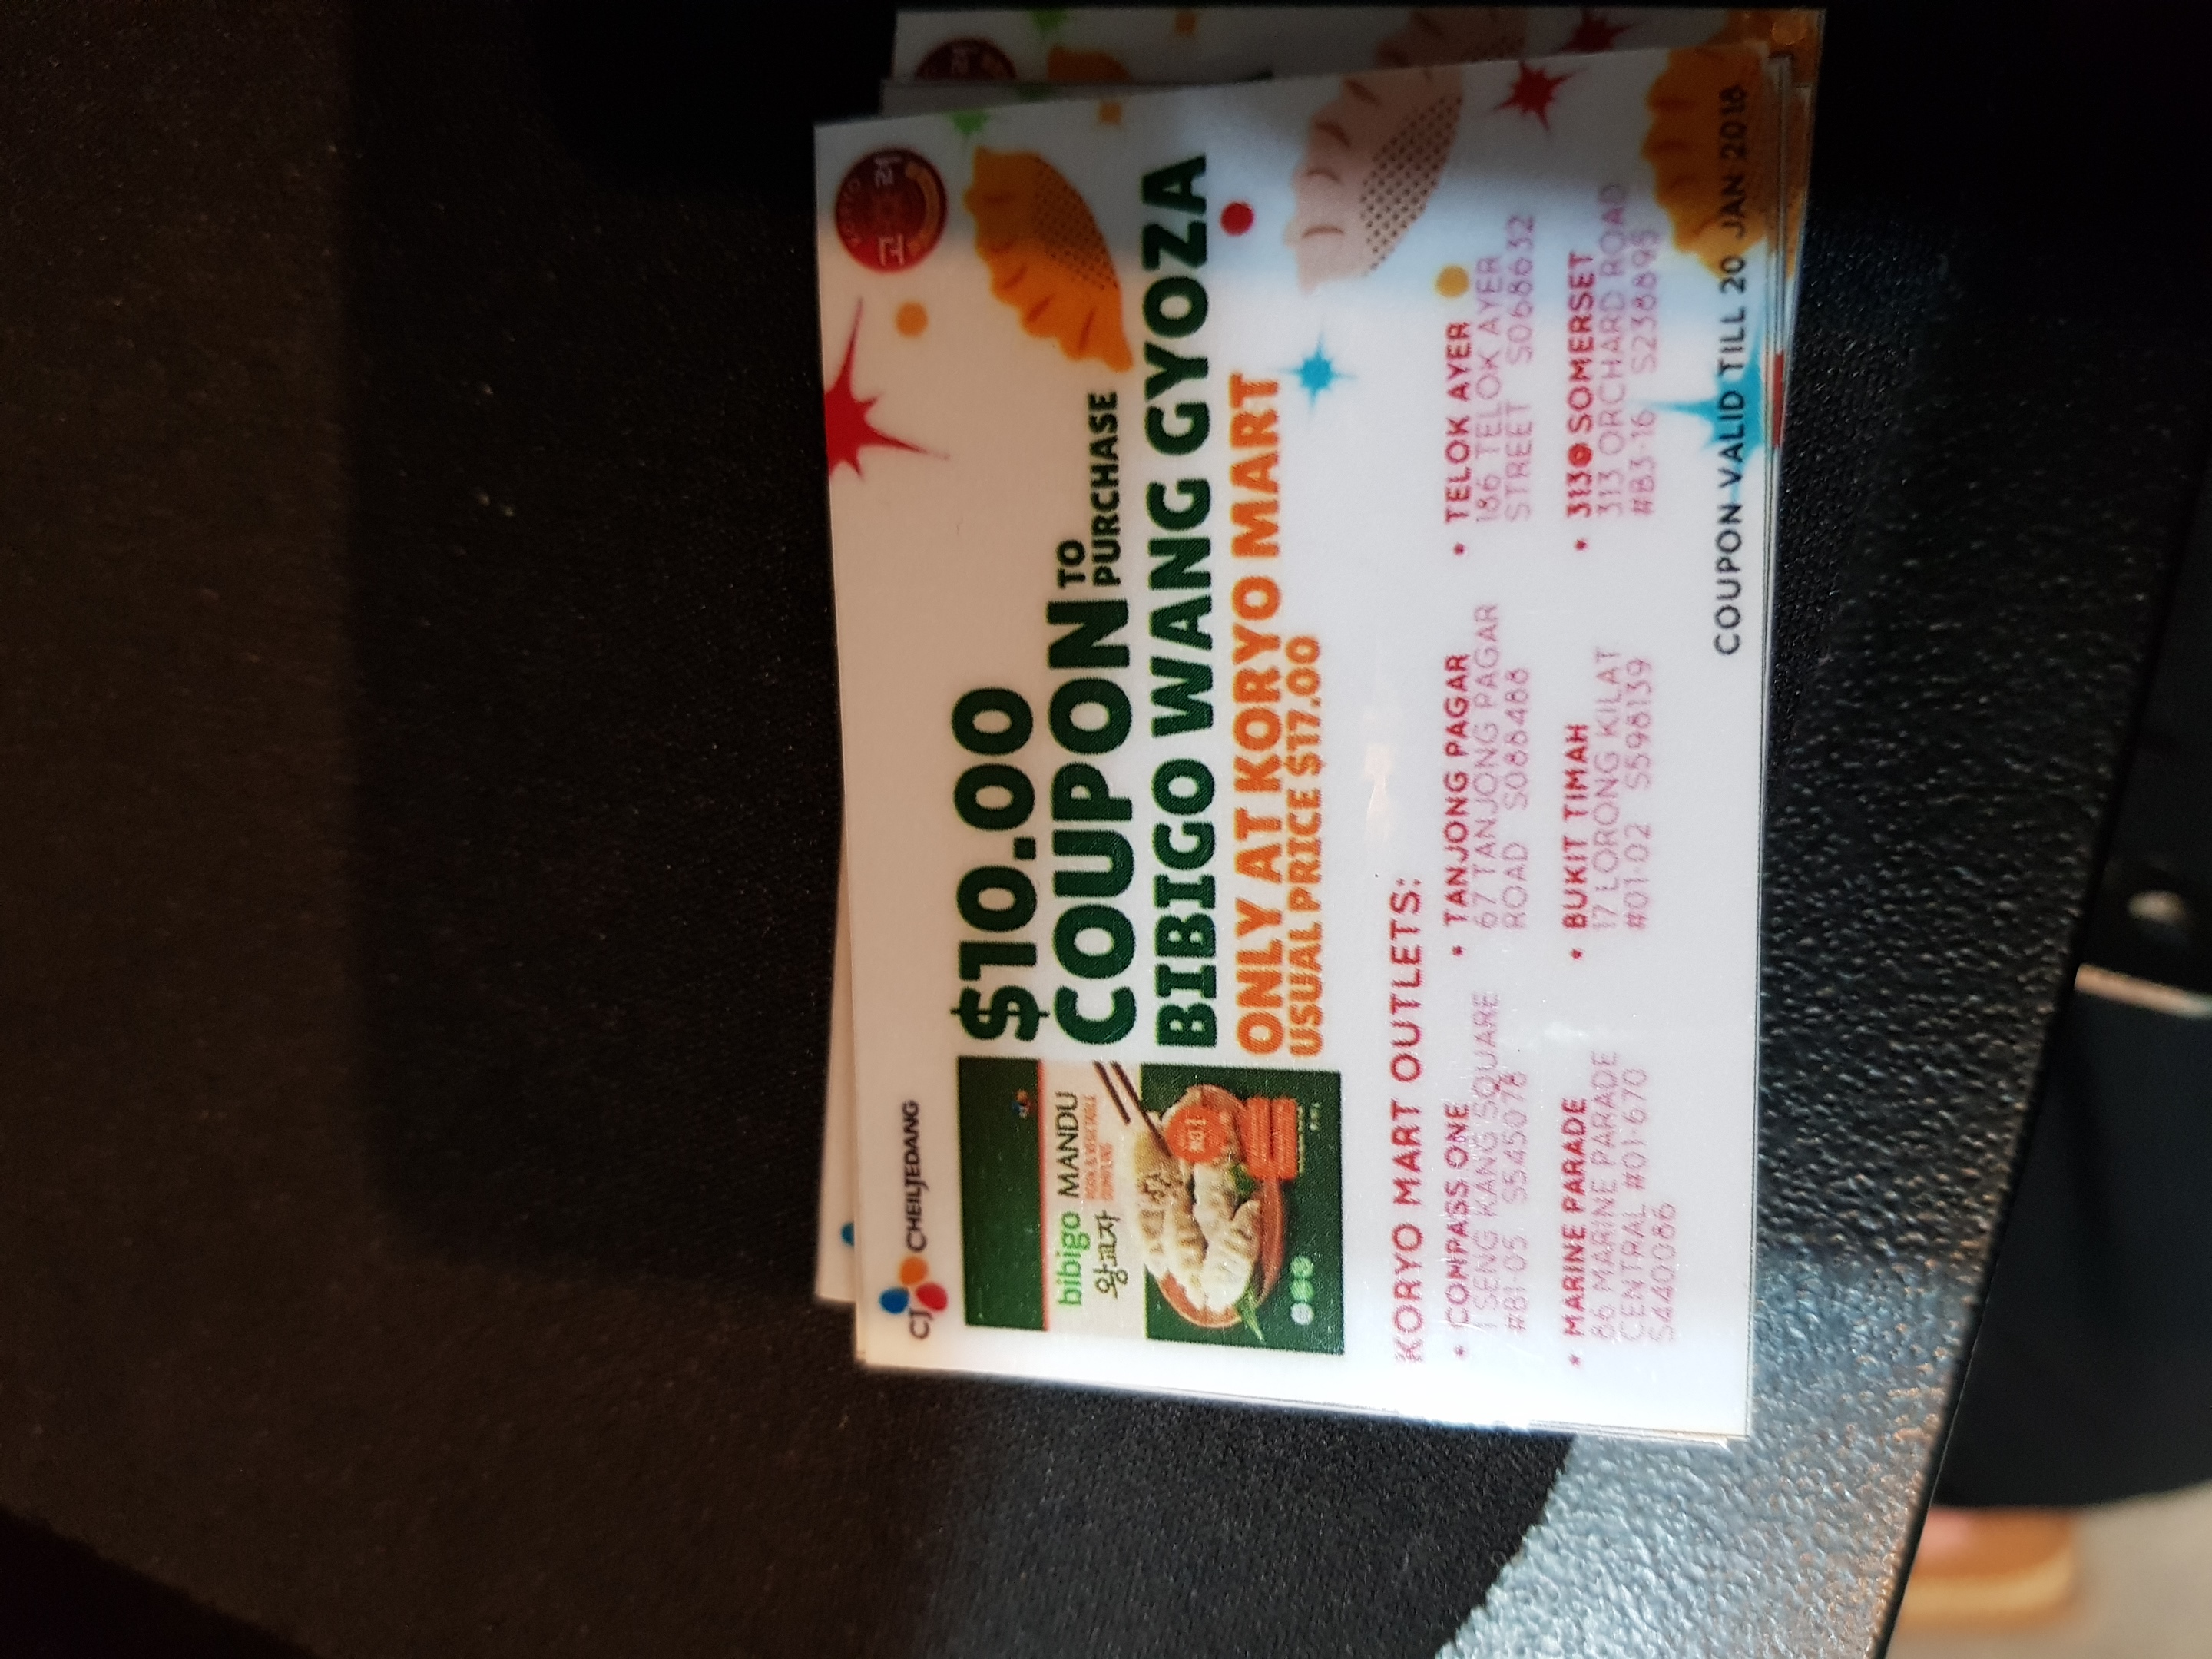 CJ CHEILJEDANG
$10.00
COUPON TO PURCHASE
BIBIGO WANG GYOZA
ONLY AT KORYO MART
USUAL PRICE $17.00
bibigo MANDU
왕교자
KORYO MART OUTLETS:
• COMPASS ONE
1 SENG KANG SQUARE
#B1-05 S545078
• TANJONG PAGAR
67 TANJONG PAGAR
ROAD S088488
• TELOK AYER
186 TELOK AYER
STREET S068632
• MARINE PARADE
86 MARINE PARADE
CENTRAL #01-670
S440086
• BUKIT TIMAH
17 LORONG KILAT
#01-02 S598139
• 313@SOMERSET
313 ORCHARD ROAD
#B3-16 S238895
COUPON VALID TILL 20 JAN 2018